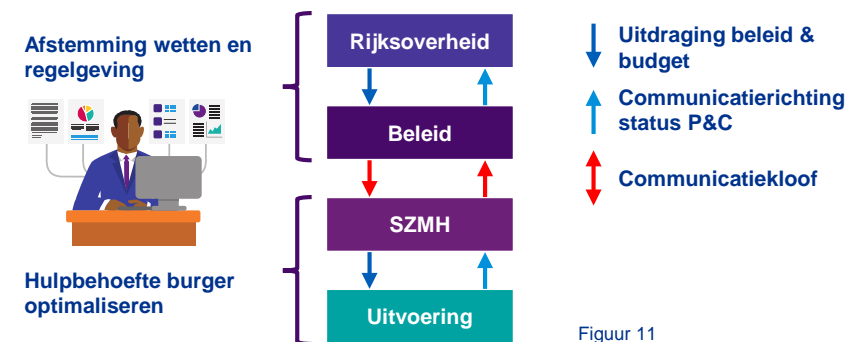 Afstemming wetten en
regelgeving
Hulpbehoefte burger
optimaliseren
Rijksoverheid
Beleid
SZMH
Uitvoering
Uitdraging beleid &
budget
Communicatierichting
status P&C
Communicatiekloof
Figuur 11